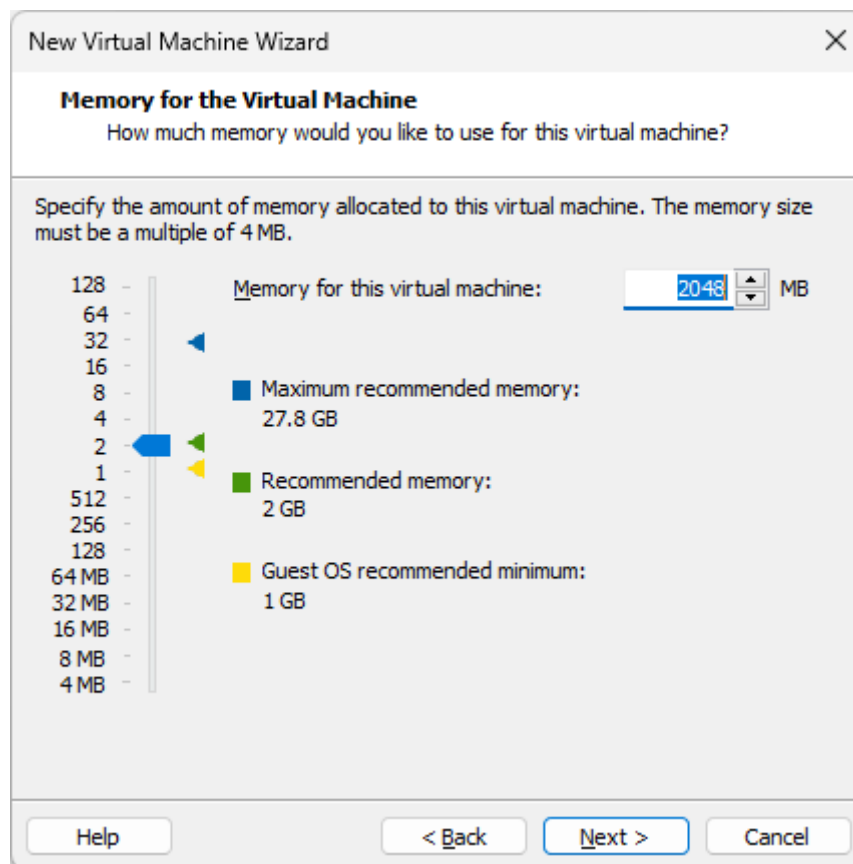 New Virtual Machine Wizard
Memory for the Virtual Machine
How much memory would you like to use for this virtual machine?
Specify the amount of memory allocated to this virtual machine. The memory size
must be a multiple of 4 MB.
128
64
32
16
8
4
2
1
512
256
128
64 MB
32 MB
16 MB
8 MB
4 MB
Memory for this virtual machine: 2048 MB
Maximum recommended memory:
27.8 GB
Recommended memory:
2 GB
Guest OS recommended minimum:
1 GB
Help < Back Next > Cancel